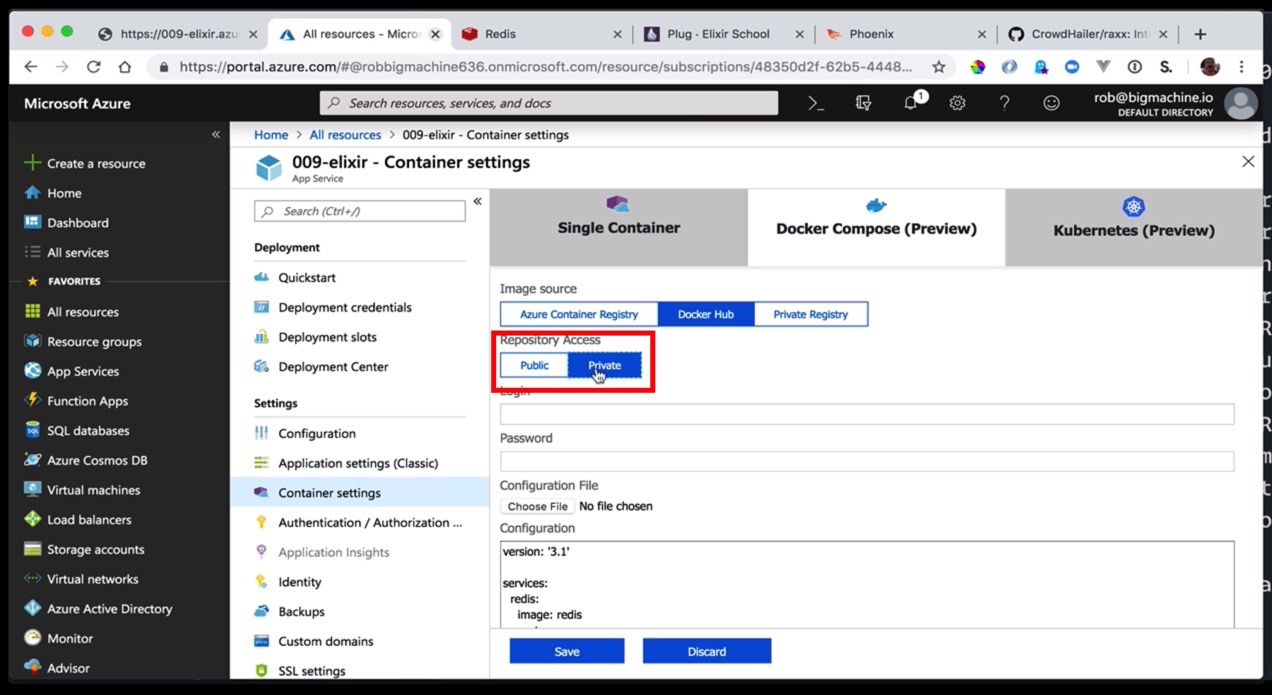 https://009-elixir.azu
All resources - Micros
Redis
Plug · Elixir School
Phoenix
CrowdHailer/raxx: Inte
https://portal.azure.com/#@robbigmachine636.onmicrosoft.com/resource/subscriptions/48350d2f-62b5-4448...
S.
Microsoft Azure
Search resources, services, and docs
1
rob@bigmachine.io
DEFAULT DIRECTORY
Create a resource
Home
Dashboard
All services
FAVORITES
All resources
Resource groups
App Services
Function Apps
SQL databases
Azure Cosmos DB
Virtual machines
Load balancers
Storage accounts
Virtual networks
Azure Active Directory
Monitor
Advisor
Home > All resources > 009-elixir - Container settings
009-elixir - Container settings
App Service
Search (Ctrl+/)
Deployment
Quickstart
Deployment credentials
Deployment slots
Deployment Center
Settings
Configuration
Application settings (Classic)
Container settings
Authentication / Authorization ...
Application Insights
Identity
Backups
Custom domains
SSL settings
Single Container
Docker Compose (Preview)
Kubernetes (Preview)
Image source
Azure Container Registry
Docker Hub
Private Registry
Repository Access
Public
Private
Login
Password
Configuration File
Choose File No file chosen
Configuration
version: '3.1'
services:
redis:
image: redis
Save
Discard